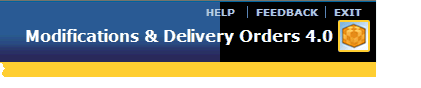 HELP | FEEDBACK | EXIT
Modifications & Delivery Orders 4.0